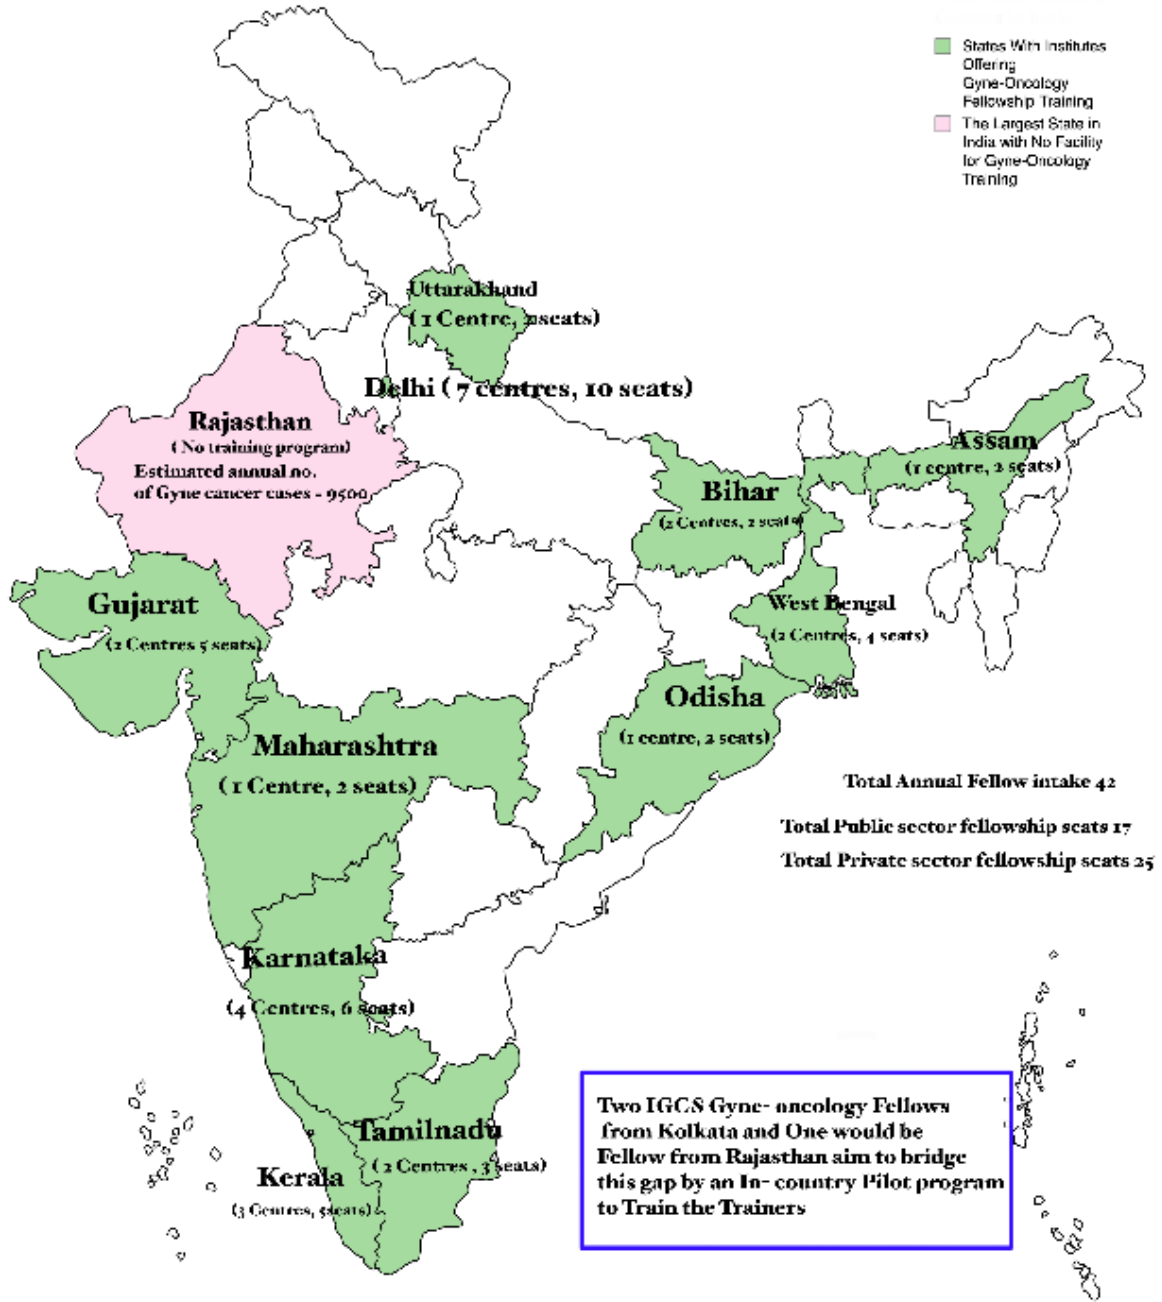 States With Institutes
Offering
Gyne-Oncology
Fellowship Training
The Largest State in
India with No Facility
for Gyne-Oncology
Training
Uttarakhand
(1 Centre, 2seats)
Delhi ( 7 centres, 10 seats)
Rajasthan
( No training program)
Estimated annual no.
of Gyne cancer cases - 9500
Assam
(1 centre, 2 seats)
Bihar
(2 Centres, 2 seats)
Gujarat
(2 Centres 5 seats)
West Bengal
(2 Centres, 4 seats)
Odisha
(1 centre, 2 seats)
Maharashtra
(1 Centre, 2 seats)
Total Annual Fellow intake 42
Total Public sector fellowship seats 17
Total Private sector fellowship seats 25
Karnataka
(4 Centres, 6 seats)
Tamilnadu
( 2 Centres , 3 seats)
Kerala
(3 Centres, 5seats)
Two IGCS Gyne- oncology Fellows
from Kolkata and One would be
Fellow from Rajasthan aim to bridge
this gap by an In- country Pilot program
to Train the Trainers